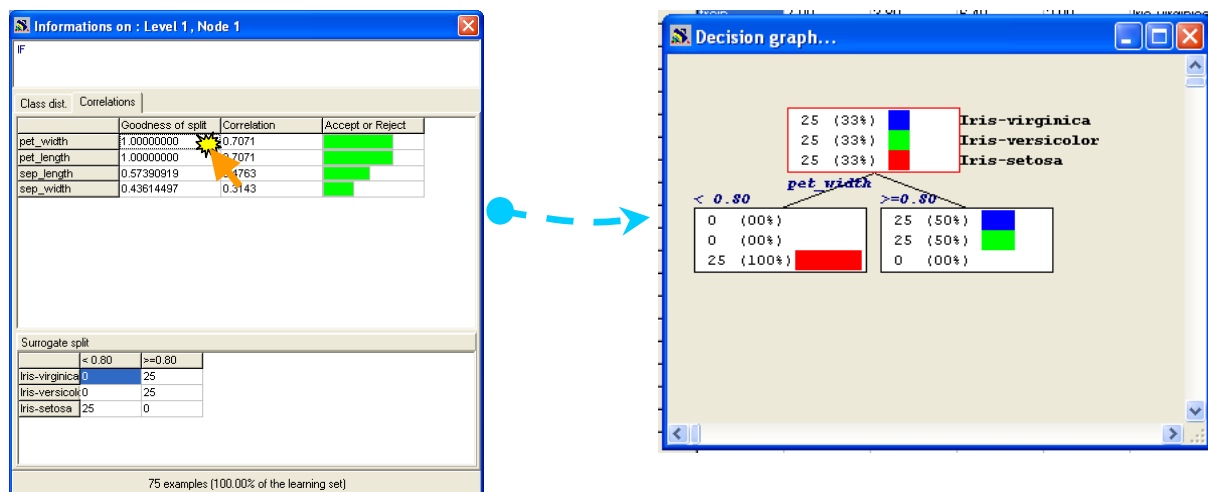 Informations on : Level 1, Node 1
IF
Class dist. Correlations
Goodness of split Correlation Accept or Reject
pet_width 1.00000000 0.7071
pet_length 1.00000000 0.7071
sep_length 0.57390919 0.4763
sep_width 0.43614497 0.3143
Surrogate split
< 0.80 >=0.80
Iris-virginica 0 25
Iris-versicol 0 25
Iris-setosa 25 0
75 examples (100.00% of the learning set)
Decision graph...
25 (33%) Iris-virginica
25 (33%) Iris-versicolor
25 (33%) Iris-setosa
pet_width
< 0.80 >=0.80
0 (00%) 25 (50%)
0 (00%) 25 (50%)
25 (100%) 0 (00%)